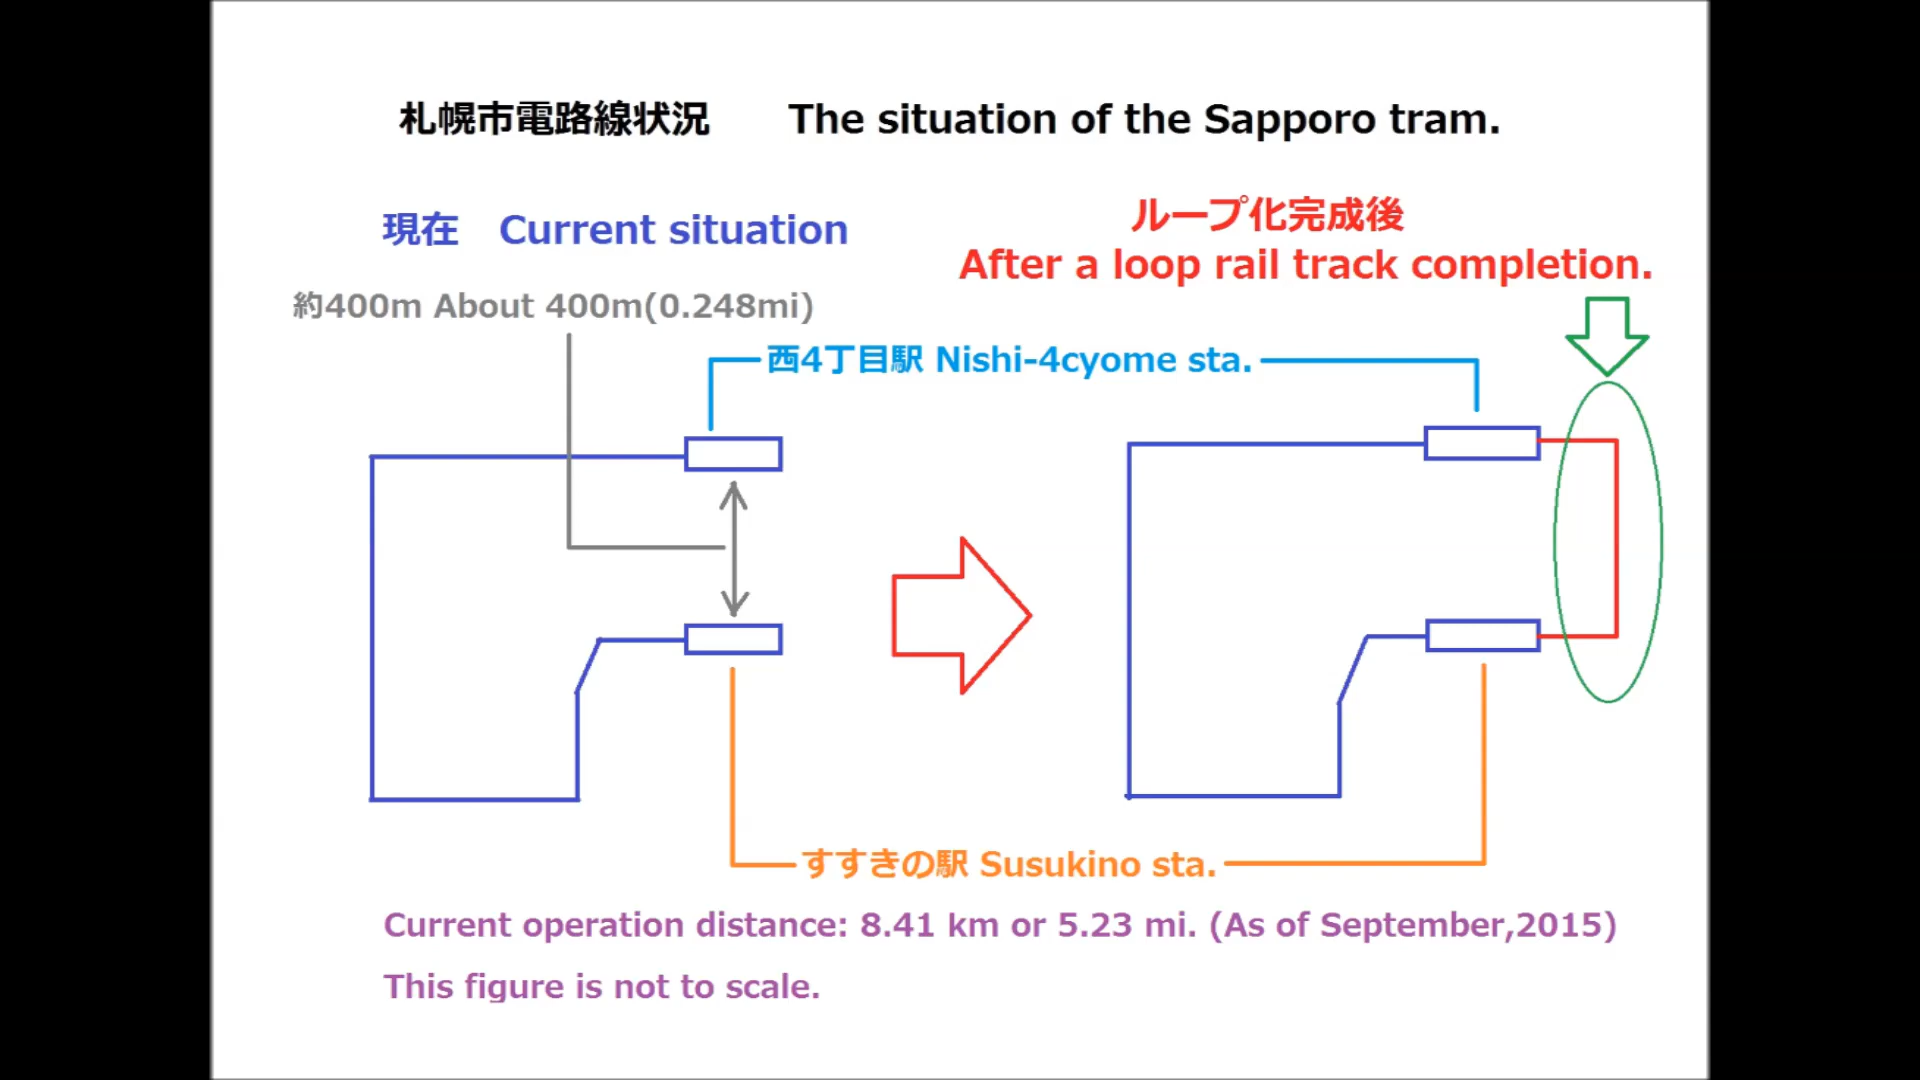 札幌市電路線状況 The situation of the Sapporo tram.
現在 Current situation
ループ化完成後
After a loop rail track completion.
約400m About 400m(0.248mi)
西4丁目駅 Nishi-4cyome sta.
すすきの駅 Susukino sta.
Current operation distance: 8.41 km or 5.23 mi. (As of September,2015)
This figure is not to scale.